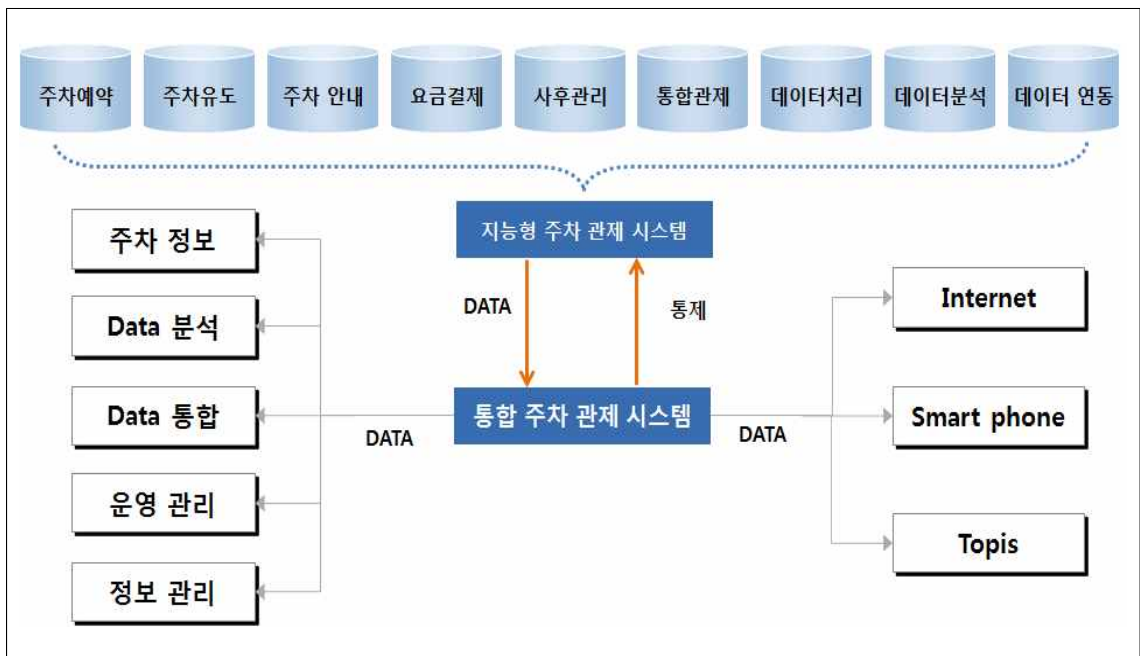 주차예약
주차유도
주차 안내
요금결제
사후관리
통합관제
데이터처리
데이터분석
데이터 연동
지능형 주차 관제 시스템
DATA
통제
통합 주차 관제 시스템
DATA
DATA
주차 정보
Data 분석
Data 통합
운영 관리
정보 관리
Internet
Smart phone
Topis